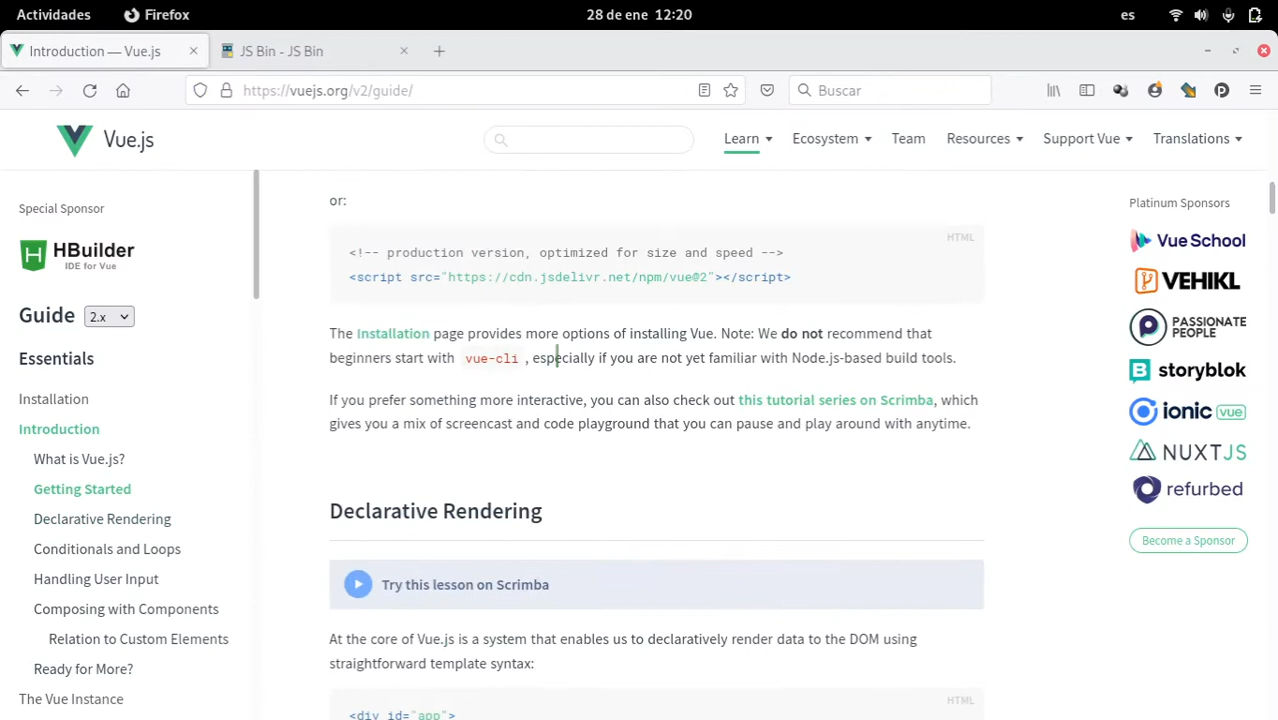 Actividades
Firefox
28 de ene 12:20
es
Introduction — Vue.js
JS Bin - JS Bin
https://vuejs.org/v2/guide/
Buscar
Vue.js
Learn
Ecosystem
Team
Resources
Support Vue
Translations
Special Sponsor
HBuilder
IDE for Vue
Guide
2.x
Essentials
Installation
Introduction
What is Vue.js?
Getting Started
Declarative Rendering
Conditionals and Loops
Handling User Input
Composing with Components
Relation to Custom Elements
Ready for More?
The Vue Instance
or:
HTML
<!-- production version, optimized for size and speed -->
<script src="https://cdn.jsdelivr.net/npm/vue@2"></script>
The Installation page provides more options of installing Vue. Note: We do not recommend that
beginners start with vue-cli , especially if you are not yet familiar with Node.js-based build tools.
If you prefer something more interactive, you can also check out this tutorial series on Scrimba, which
gives you a mix of screencast and code playground that you can pause and play around with anytime.
Declarative Rendering
Try this lesson on Scrimba
At the core of Vue.js is a system that enables us to declaratively render data to the DOM using
straightforward template syntax:
HTML
<div id="app">
Platinum Sponsors
Vue School
VEHIKL
PASSIONATE
PEOPLE
storyblok
ionic vue
NUXTJS
refurbed
Become a Sponsor